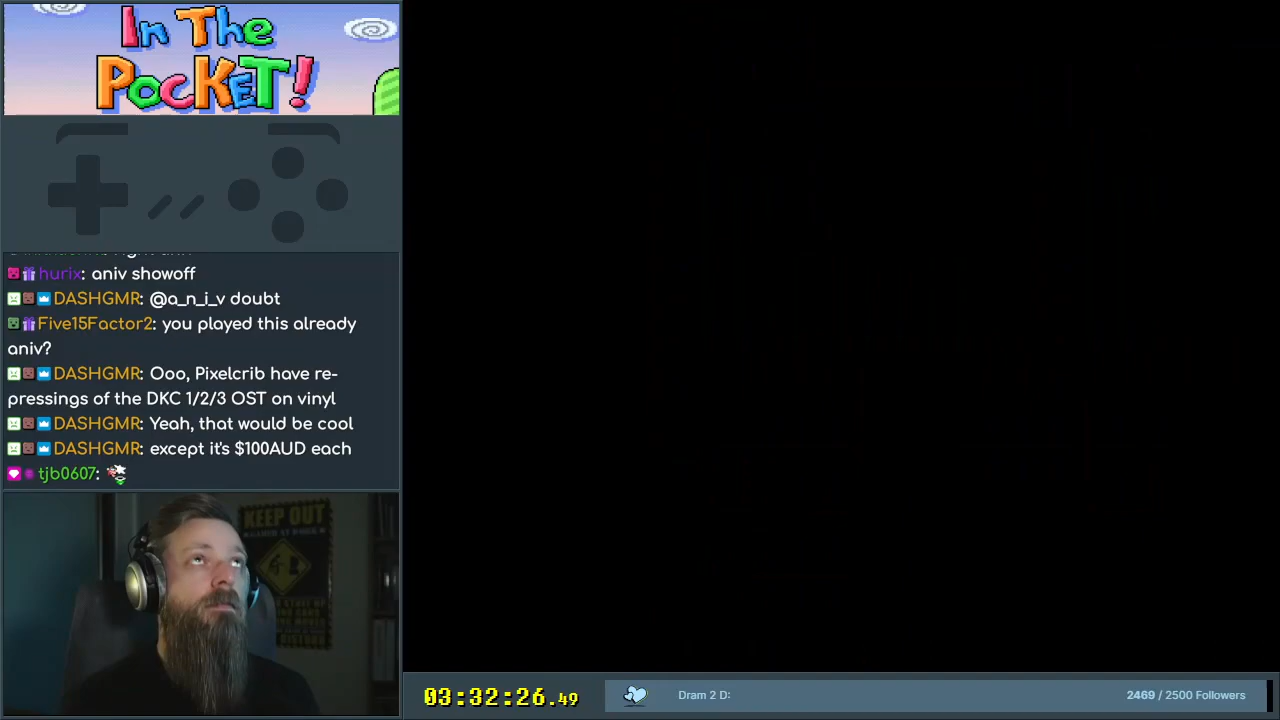 In The
PockeT!
hurix: aniv showoff
DASHGMR: @a_n_i_v doubt
Five15Factor2: you played this already
aniv?
DASHGMR: Ooo, Pixelcrib have re-
pressings of the DKC 1/2/3 OST on vinyl
DASHGMR: Yeah, that would be cool
DASHGMR: except it's $100AUD each
tjb0607:
KEEP OUT
03:32:26.49
Dram 2 D:
2469 / 2500 Followers